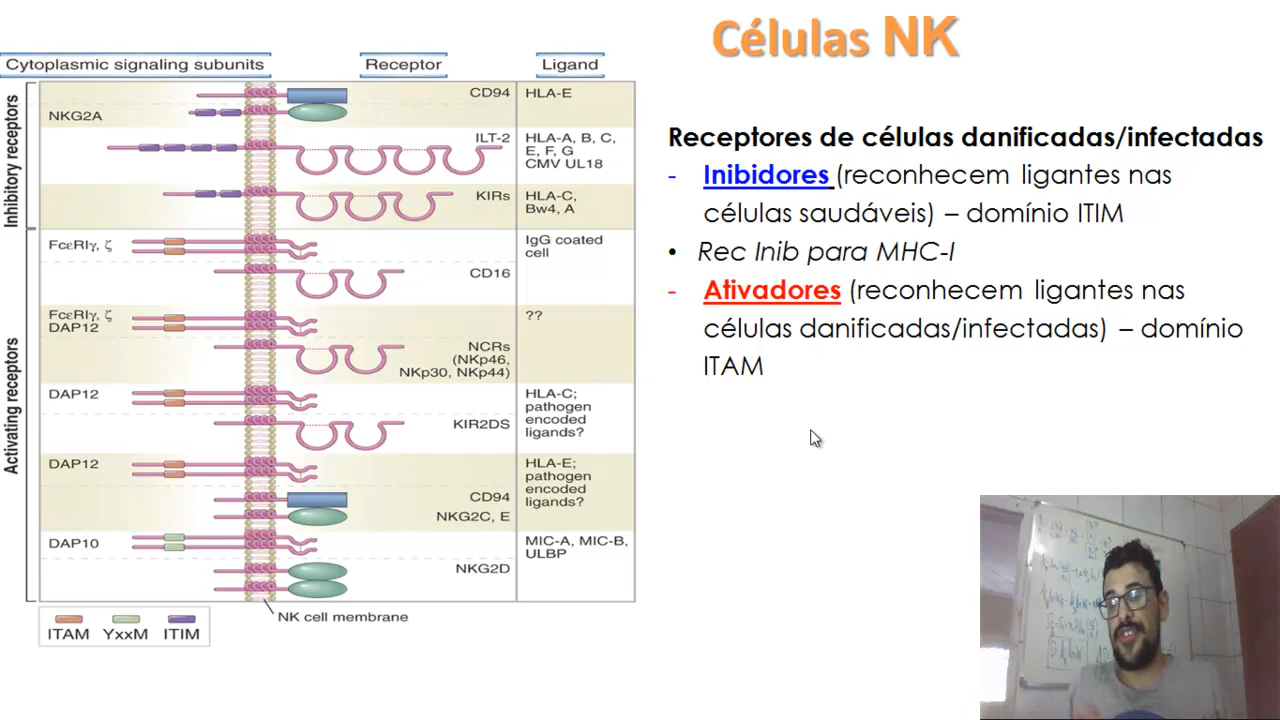 Células NK
Cytoplasmic signaling subunits
Receptor
Ligand
Inhibitory receptors
CD94
HLA-E
NKG2A
ILT-2
HLA-A, B, C,
E, F, G
CMV UL18
KIRs
HLA-C,
Bw4, A
Activating receptors
FcεRIγ, ζ
IgG coated
cell
CD16
FcεRIγ, ζ
DAP12
??
NCRs
(NKp46,
NKp30, NKp44)
DAP12
HLA-C;
pathogen
encoded
ligands?
KIR2DS
DAP12
HLA-E;
pathogen
encoded
ligands?
CD94
NKG2C, E
DAP10
MIC-A, MIC-B,
ULBP
NKG2D
NK cell membrane
ITAM
YxxM
ITIM
Receptores de células danificadas/infectadas
- Inibidores (reconhecem ligantes nas
células saudáveis) – domínio ITIM
• Rec Inib para MHC-I
- Ativadores (reconhecem ligantes nas
células danificadas/infectadas) – domínio
ITAM